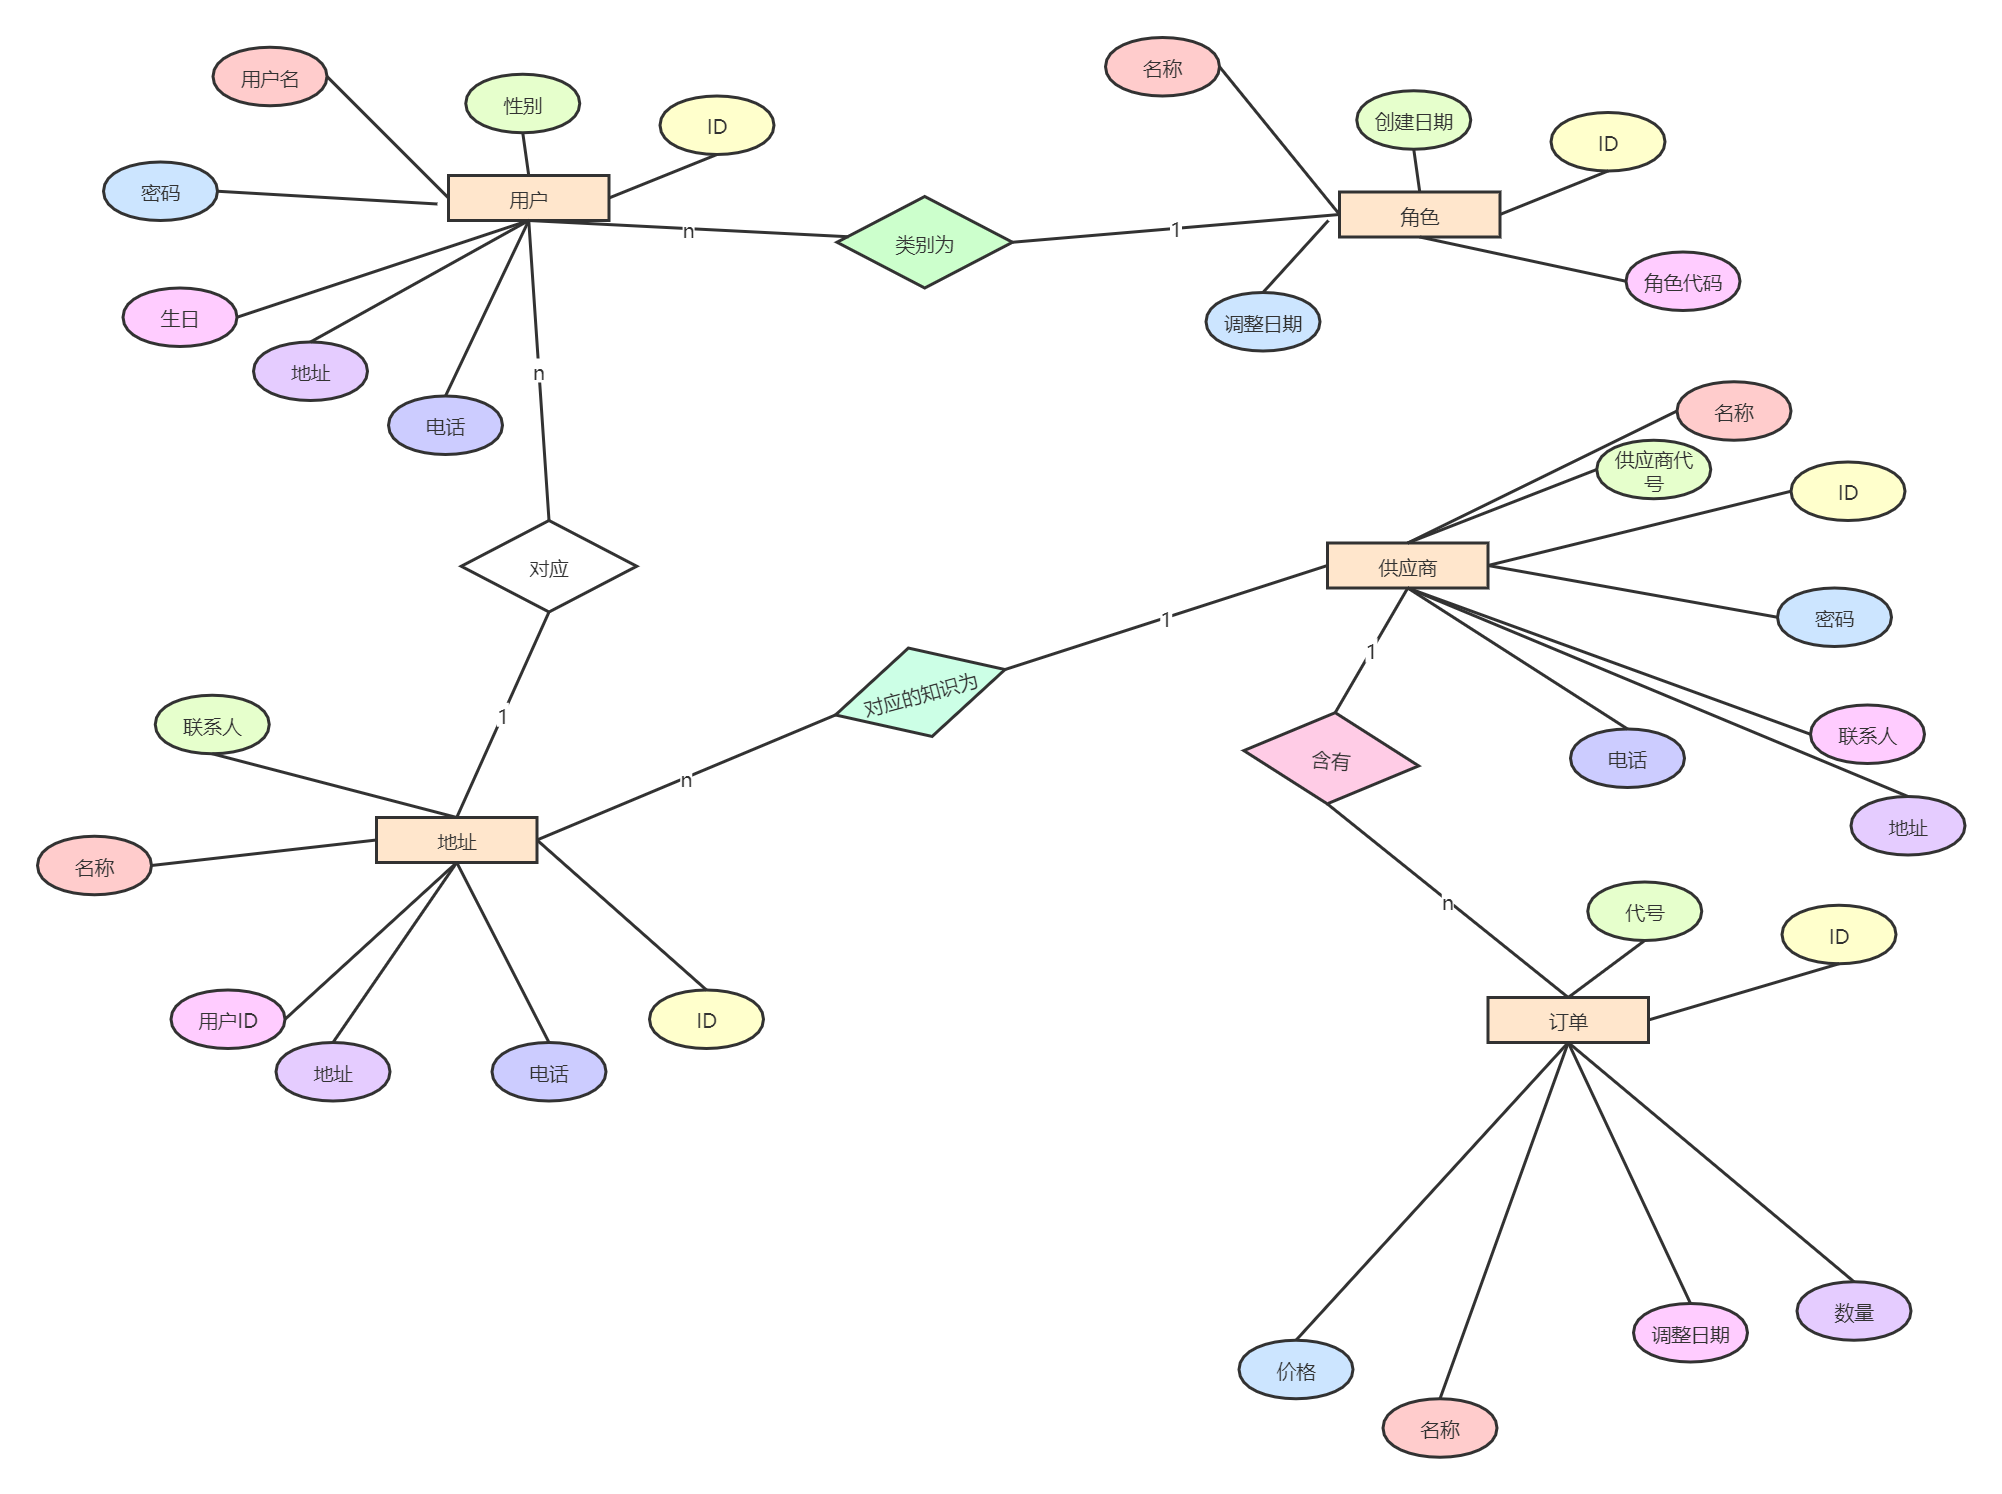 用户名
性别
ID
密码
用户
生日
地址
电话
n
类别为
1
名称
创建日期
ID
角色
角色代码
调整日期
n
对应
1
名称
供应商代
号
ID
供应商
密码
联系人
电话
地址
1
对应的知识为
n
1
含有
n
联系人
名称
地址
用户ID
地址
电话
ID
代号
ID
订单
价格
名称
调整日期
数量